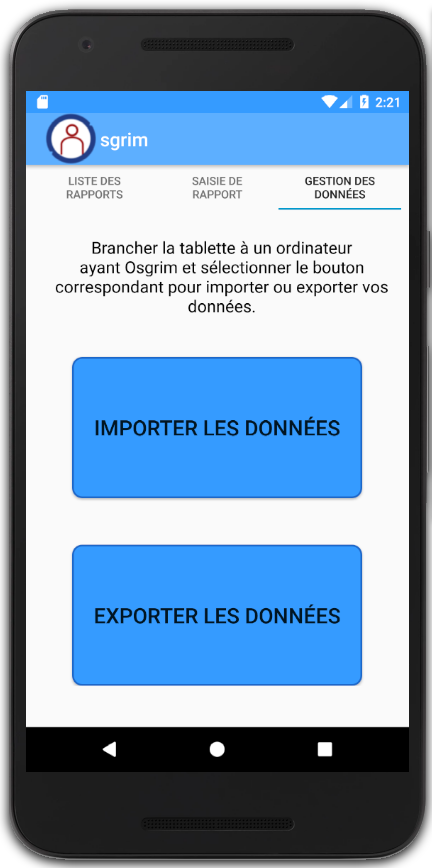 2:21
sgrim
LISTE DES
RAPPORTS
SAISIE DE
RAPPORT
GESTION DES
DONNÉES
Brancher la tablette à un ordinateur
ayant Osgrim et sélectionner le bouton
correspondant pour importer ou exporter vos
données.
IMPORTER LES DONNÉES
EXPORTER LES DONNÉES